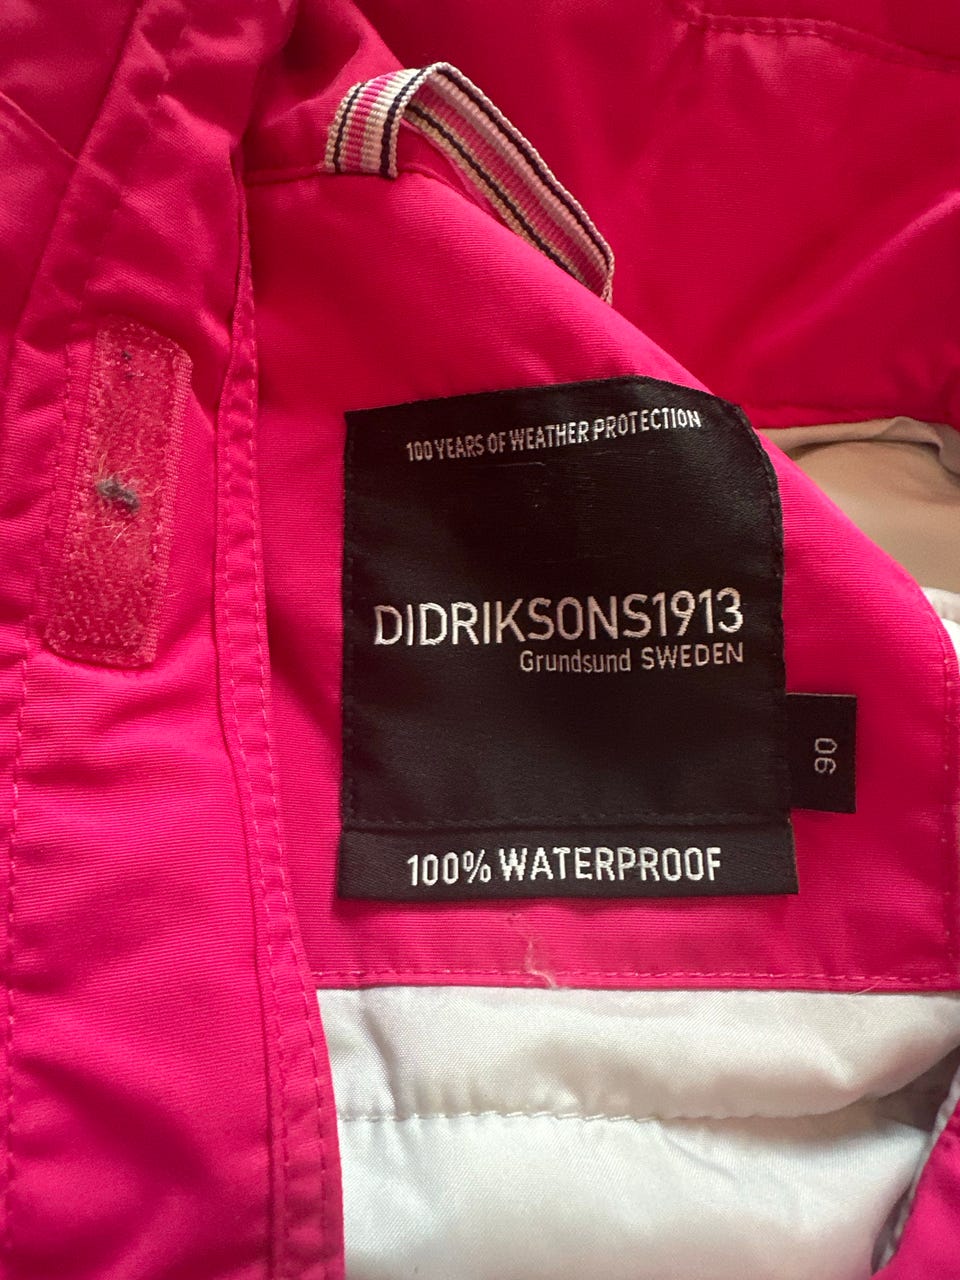 100 YEARS OF WEATHER PROTECTION
DIDRIKSONS1913
Grundsund SWEDEN
90
100% WATERPROOF